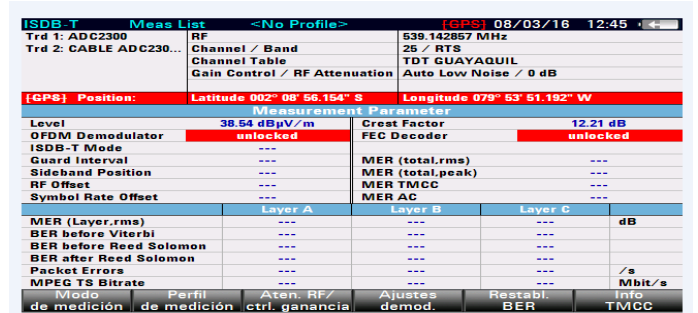 ISDB-T Meas List <No Profile> [GPS] 08/03/16 12:45
Trd 1: ADC2300 RF 539.142857 MHz
Trd 2: CABLE ADC230... Channel / Band 25 / RTS
Channel Table TDT GUAYAQUIL
Gain Control / RF Attenuation Auto Low Noise / 0 dB
[GPS] Position: Latitude 002° 08' 56.154" S Longitude 079° 53' 51.192" W
Measurement Parameter
Level 38.54 dBµV/m Crest Factor 12.21 dB
OFDM Demodulator unlocked FEC Decoder unlocked
ISDB-T Mode ---
Guard Interval --- MER (total,rms) ---
Sideband Position --- MER (total,peak) ---
RF Offset --- MER TMCC ---
Symbol Rate Offset --- MER AC ---
Layer A Layer B Layer C
MER (Layer,rms) --- --- --- dB
BER before Viterbi --- --- ---
BER before Reed Solomon --- --- ---
BER after Reed Solomon --- --- ---
Packet Errors --- --- --- /s
MPEG TS Bitrate --- --- --- Mbit/s
Modo Perfil Aten. RF/ Ajustes Restabl. Info
de medición de medición ctrl. ganancia demod. BER TMCC